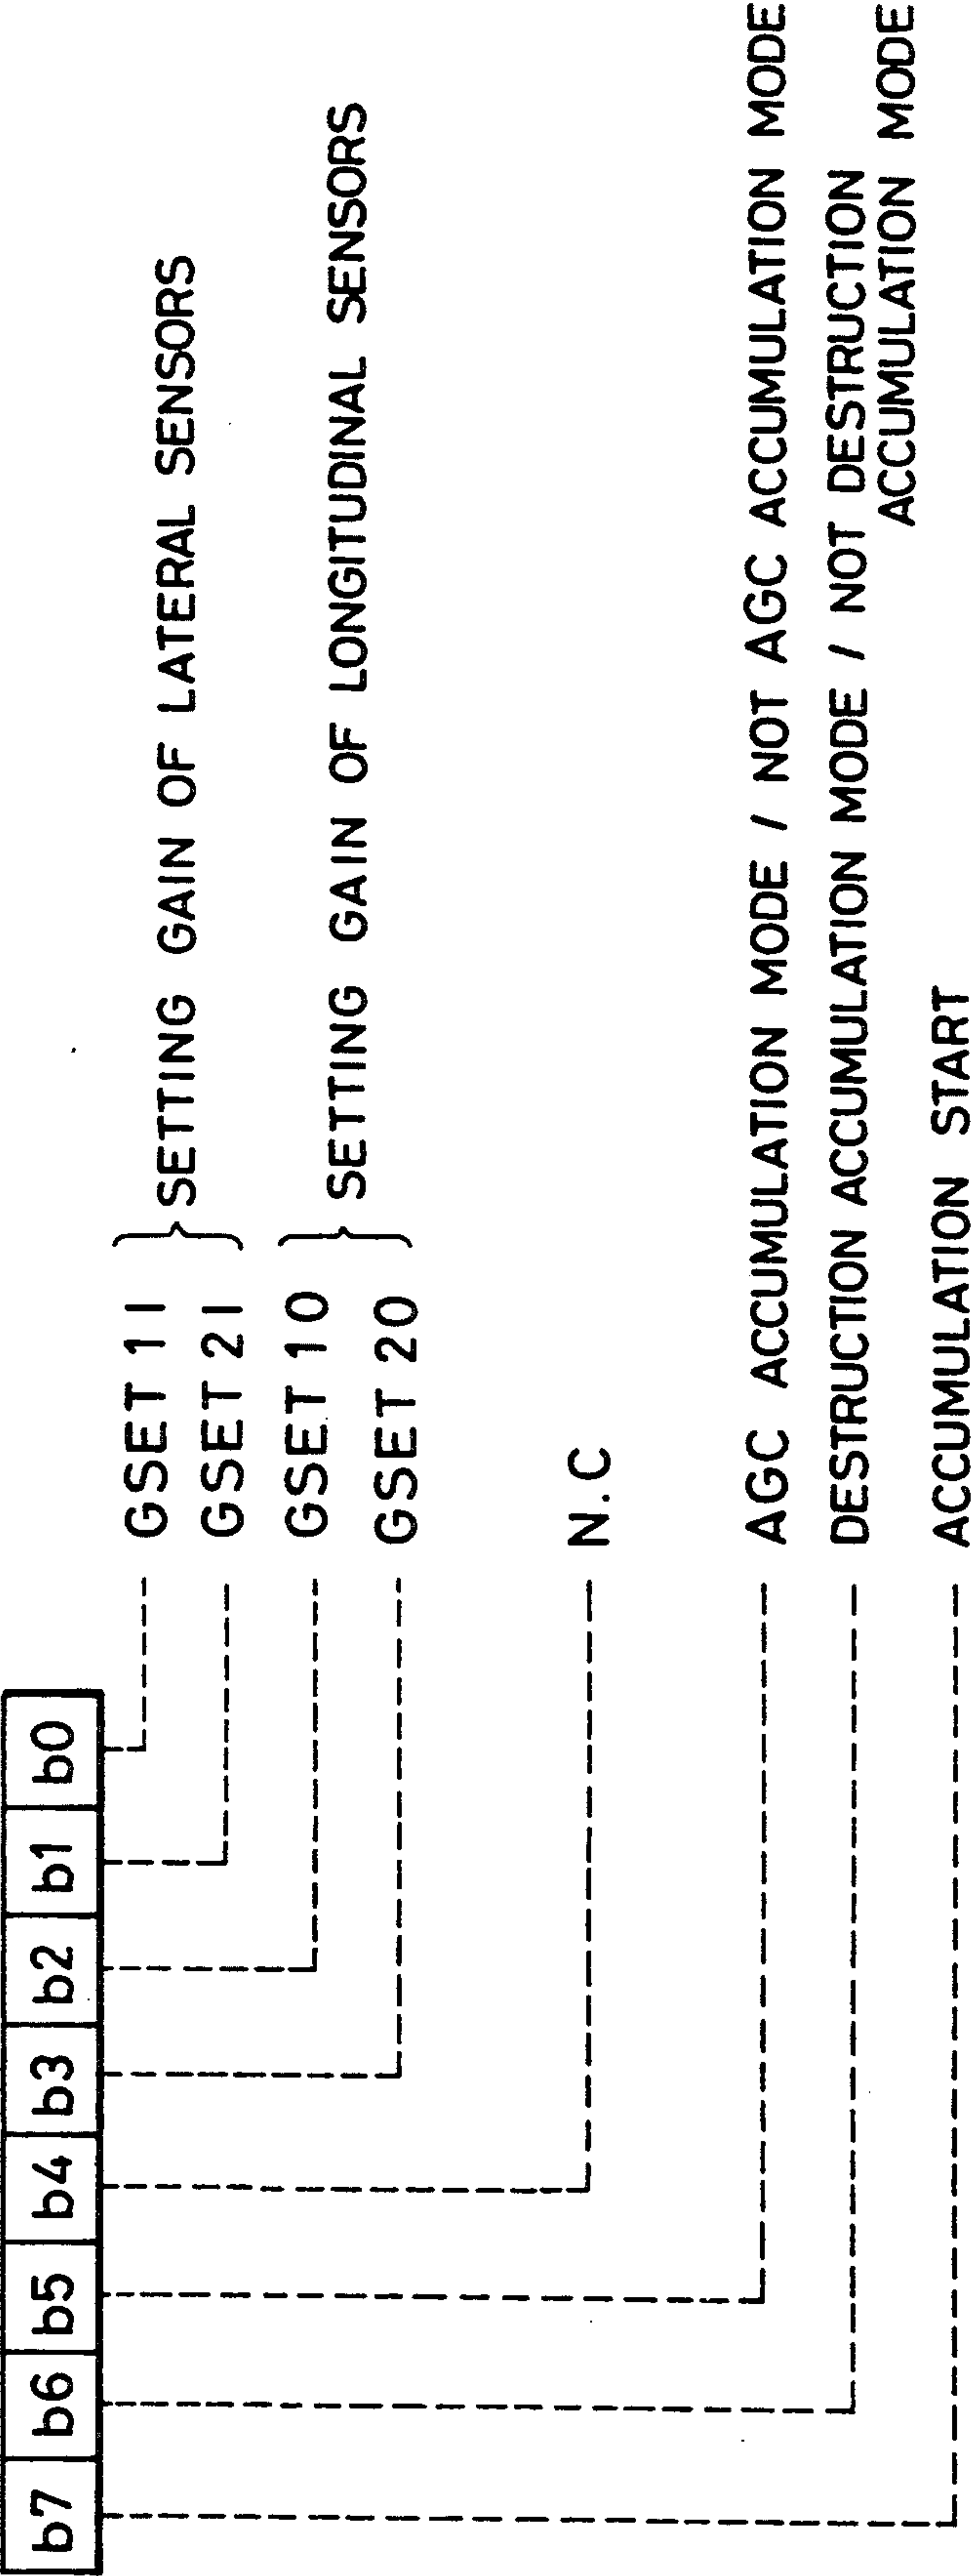 b7 b6 b5 b4 b3 b2 b1 b0
GSET 11
GSET 21
SETTING GAIN OF LATERAL SENSORS
GSET 10
GSET 20
SETTING GAIN OF LONGITUDINAL SENSORS
N.C
AGC ACCUMULATION MODE / NOT AGC ACCUMULATION MODE
DESTRUCTION ACCUMULATION MODE / NOT DESTRUCTION
ACCUMULATION MODE
ACCUMULATION START